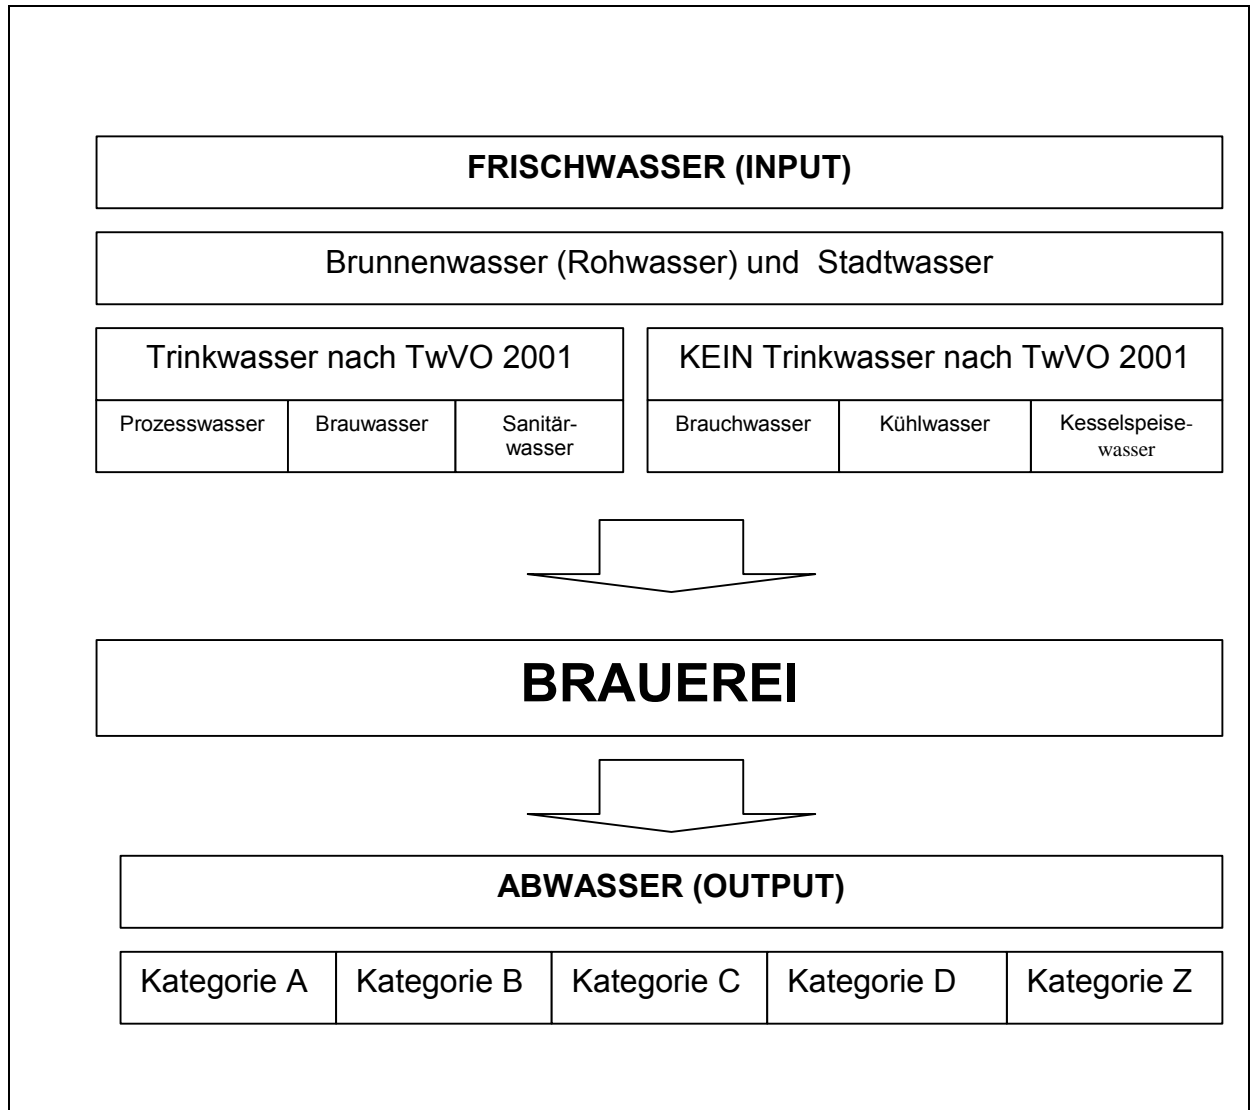 FRISCHWASSER (INPUT)
Brunnenwasser (Rohwasser) und Stadtwasser
Trinkwasser nach TwVO 2001
KEIN Trinkwasser nach TwVO 2001
Prozesswasser
Brauwasser
Sanitär-
wasser
Brauchwasser
Kühlwasser
Kesselspeise-
wasser
BRAUEREI
ABWASSER (OUTPUT)
Kategorie A
Kategorie B
Kategorie C
Kategorie D
Kategorie Z